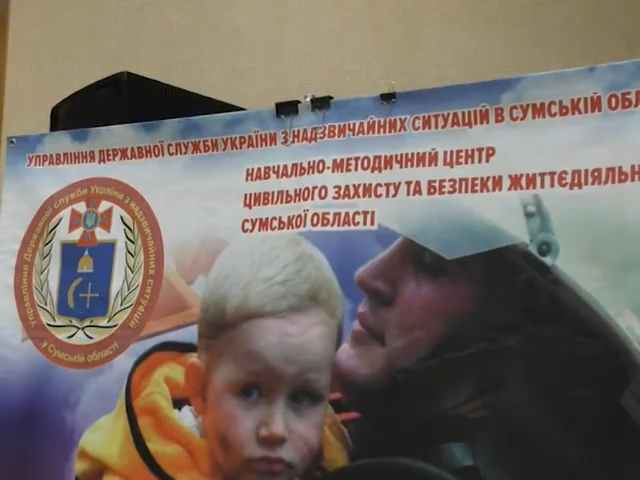 УПРАВЛІННЯ ДЕРЖАВНОЇ СЛУЖБИ УКРАЇНИ З НАДЗВИЧАЙНИХ СИТУАЦІЙ В СУМСЬКІЙ ОБЛ
НАВЧАЛЬНО-МЕТОДИЧНИЙ ЦЕНТР
ЦИВІЛЬНОГО ЗАХИСТУ ТА БЕЗПЕКИ ЖИТТЄДІЯЛЬН
СУМСЬКОЇ ОБЛАСТІ
Управління Державної служби України з надзвичайних ситуацій
у Сумській області